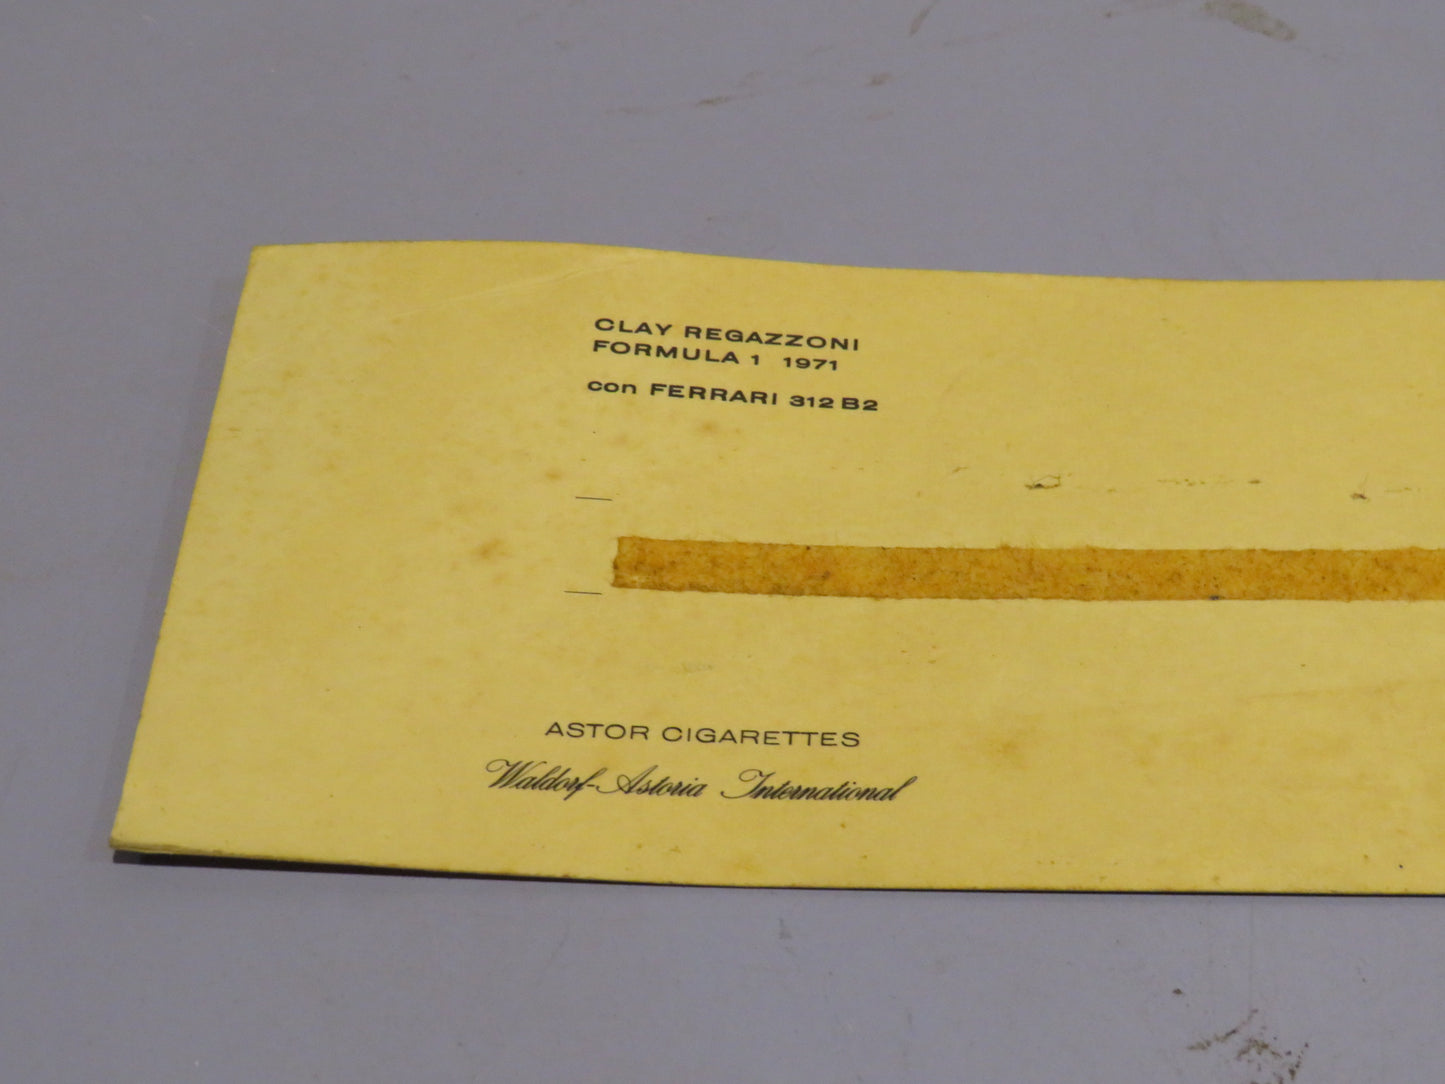 CLAY REGAZZONI
FORMULA 1 1971
con FERRARI 312 B2
ASTOR CIGARETTES
Waldorf-Astoria International